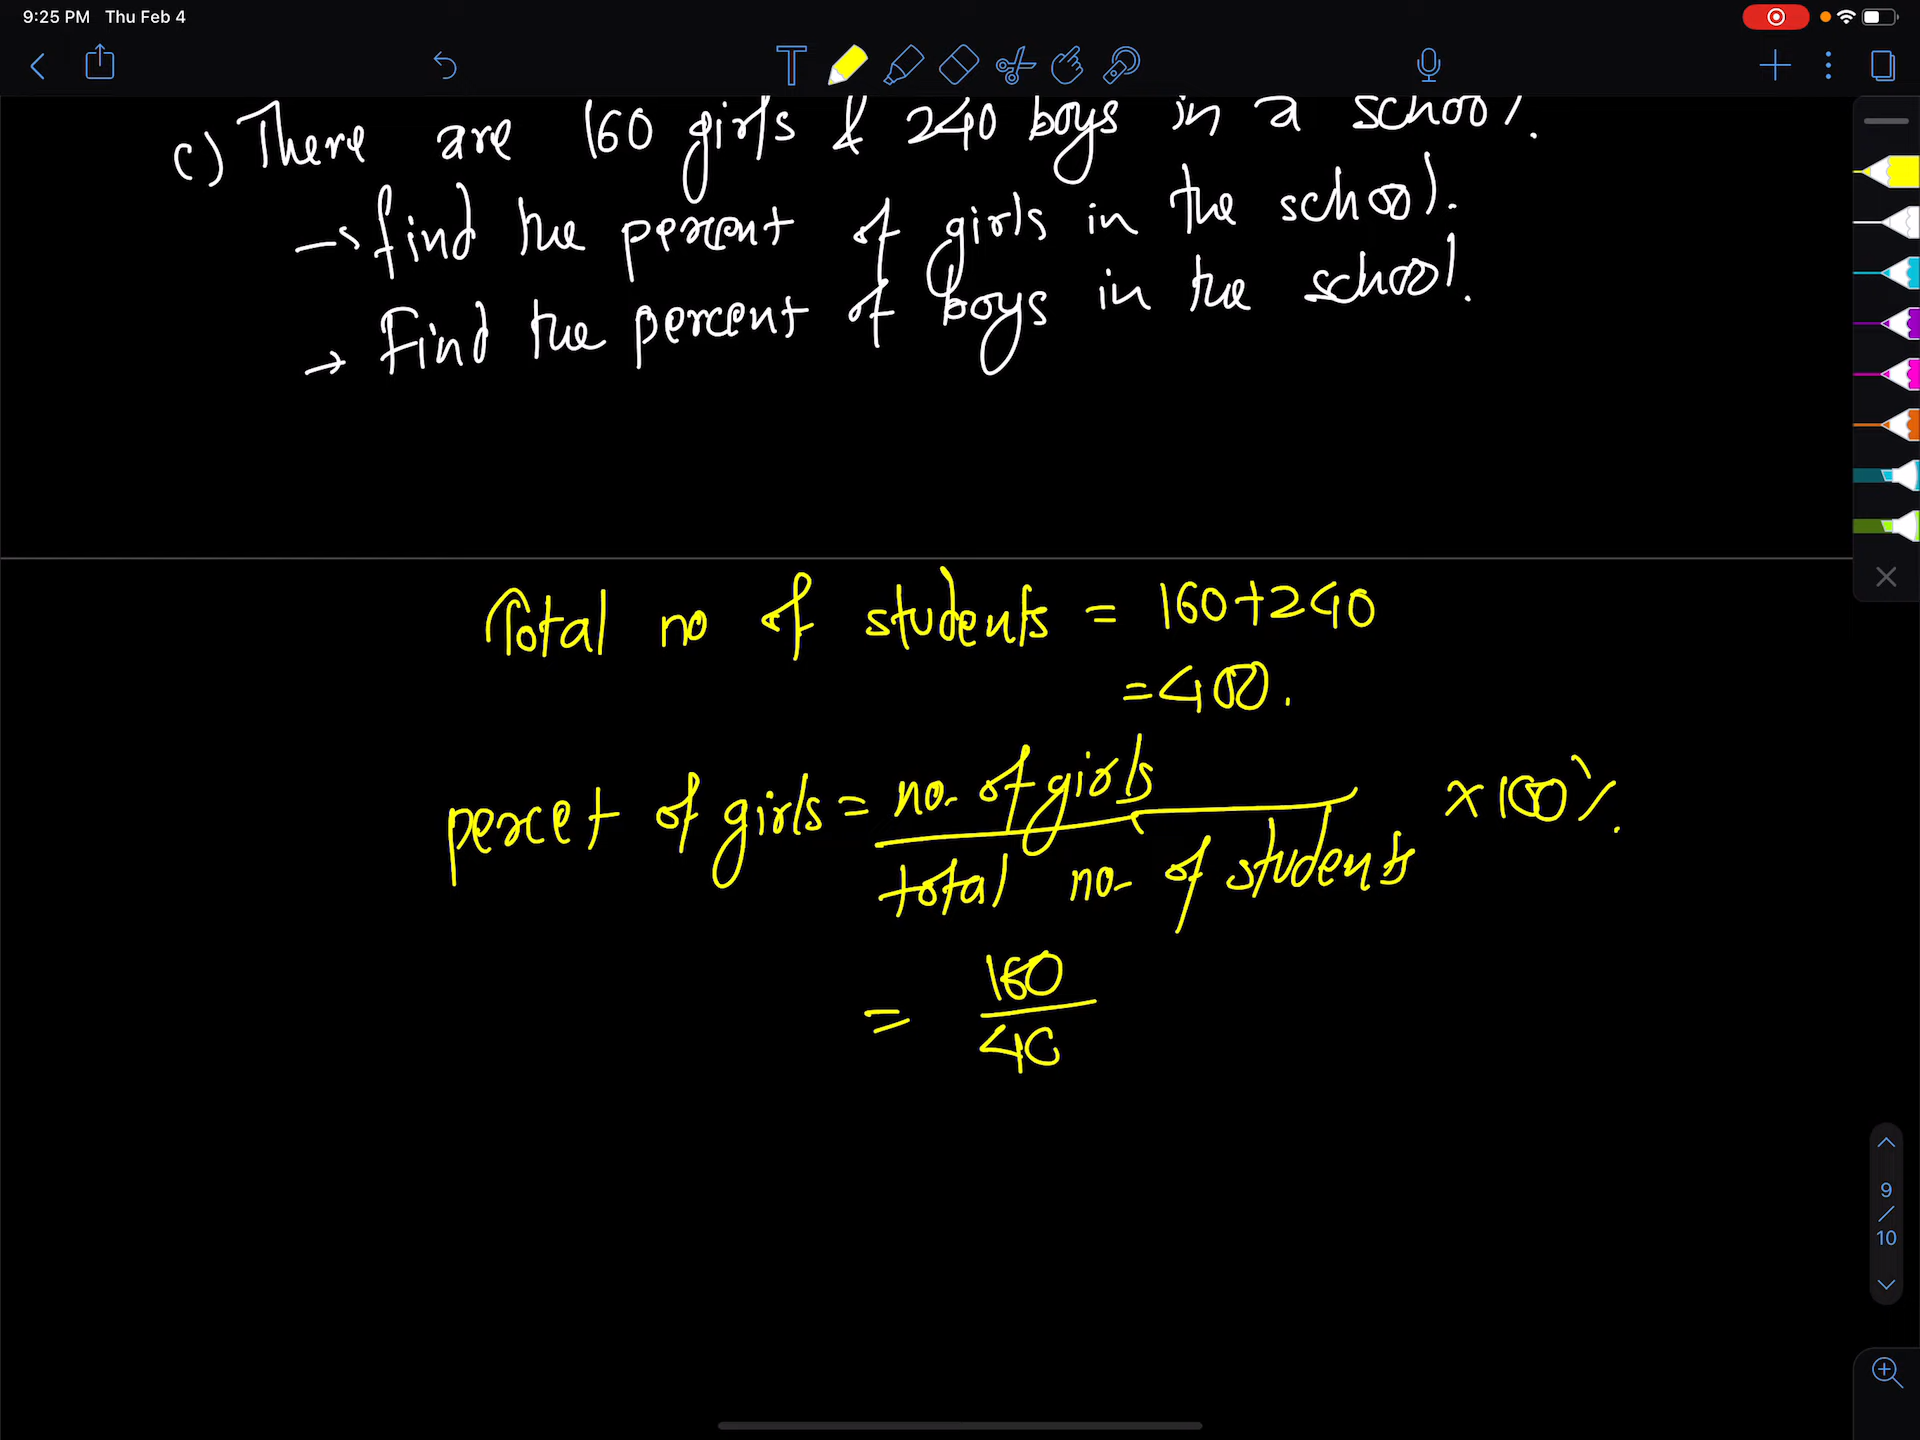 9:25 PM Thu Feb 4
c) There are 160 girls & 240 boys in a school.
→ find the percent of girls in the school.
→ Find the percent of boys in the school.
Total no of students = 160+240
= 400.
percet of girls = no. of girls / total no. of students × 100%.
= 160 / 40
9
/
10